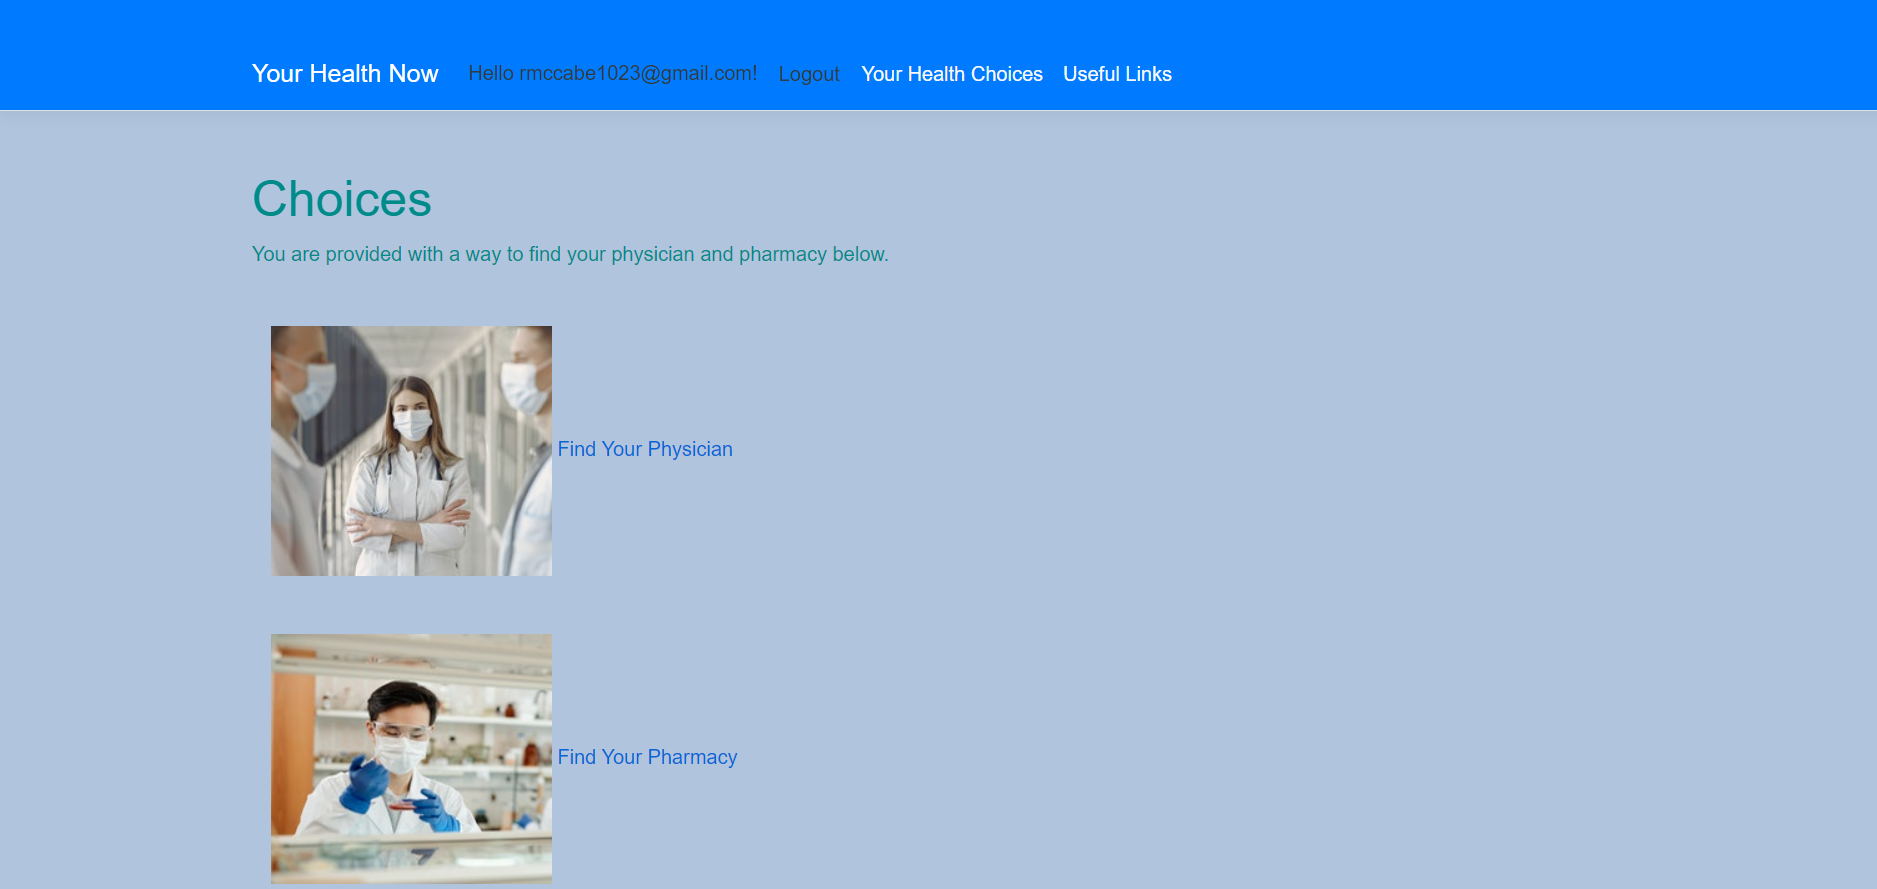 Your Health Now Hello rmccabe1023@gmail.com! Logout Your Health Choices Useful Links
Choices
You are provided with a way to find your physician and pharmacy below.
Find Your Physician
Find Your Pharmacy